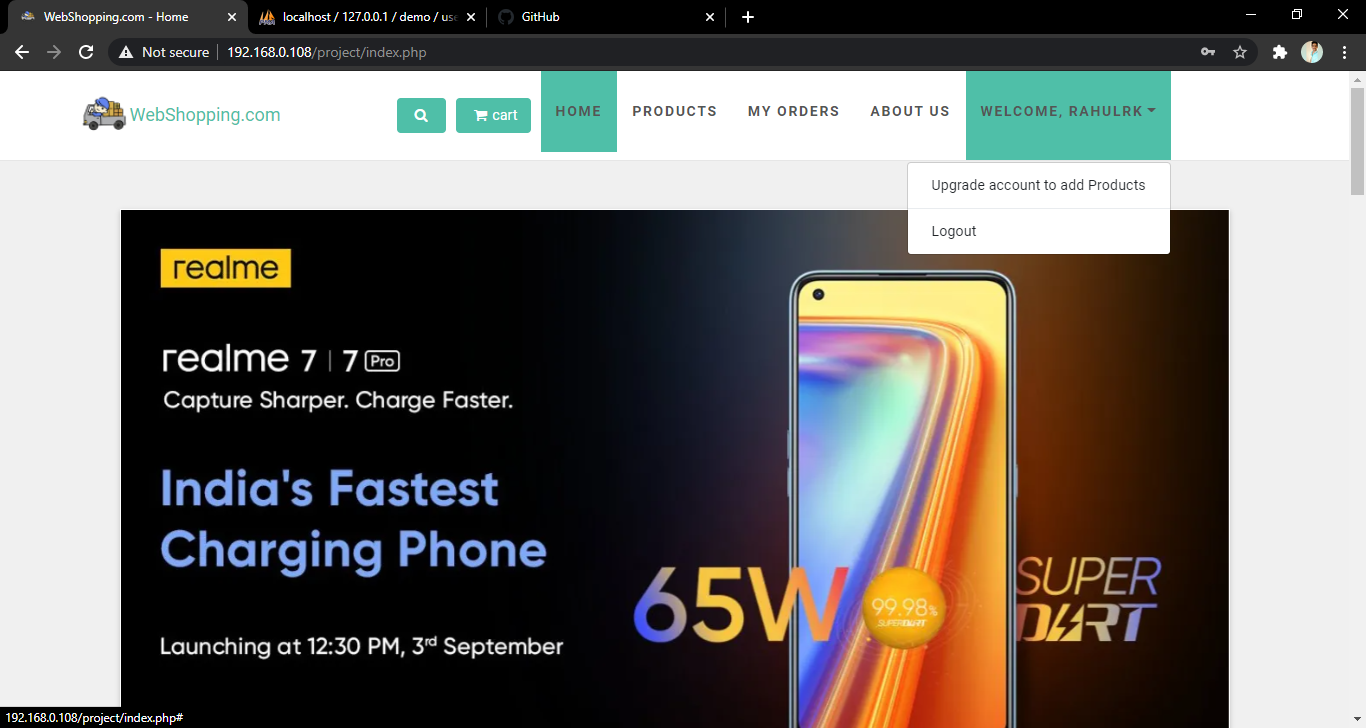 WebShopping.com - Home
localhost / 127.0.0.1 / demo / use
GitHub
Not secure
192.168.0.108/project/index.php
WebShopping.com
cart
HOME
PRODUCTS
MY ORDERS
ABOUT US
WELCOME, RAHULRK
Upgrade account to add Products
Logout
realme
realme 7 | 7 Pro
Capture Sharper. Charge Faster.
India's Fastest
Charging Phone
65W
99.98%
SUPERDART
SUPER
DART
Launching at 12:30 PM, 3rd September
192.168.0.108/project/index.php#